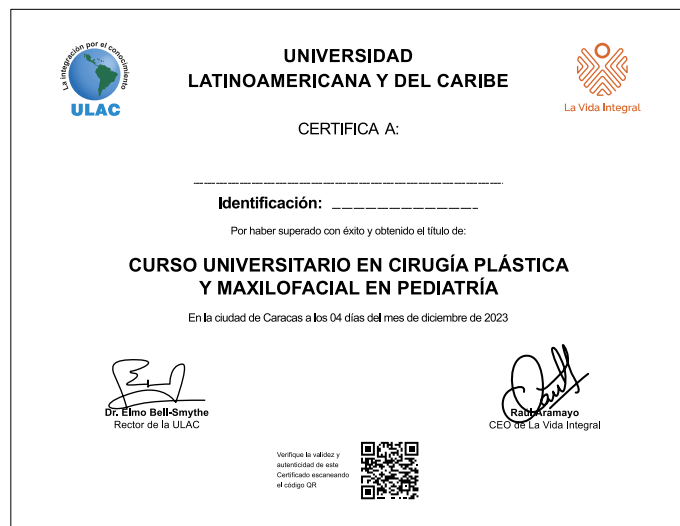 La integración por el conocimiento
ULAC
UNIVERSIDAD
LATINOAMERICANA Y DEL CARIBE
La Vida Integral
CERTIFICA A:
Identificación:
Por haber superado con éxito y obtenido el título de:
CURSO UNIVERSITARIO EN CIRUGÍA PLÁSTICA
Y MAXILOFACIAL EN PEDIATRÍA
En la ciudad de Caracas a los 04 días del mes de diciembre de 2023
Dr. Elmo Bell-Smythe
Rector de la ULAC
Raúl Aramayo
CEO de La Vida Integral
Verifique la validez y
autenticidad de este
Certificado escaneando
el código QR